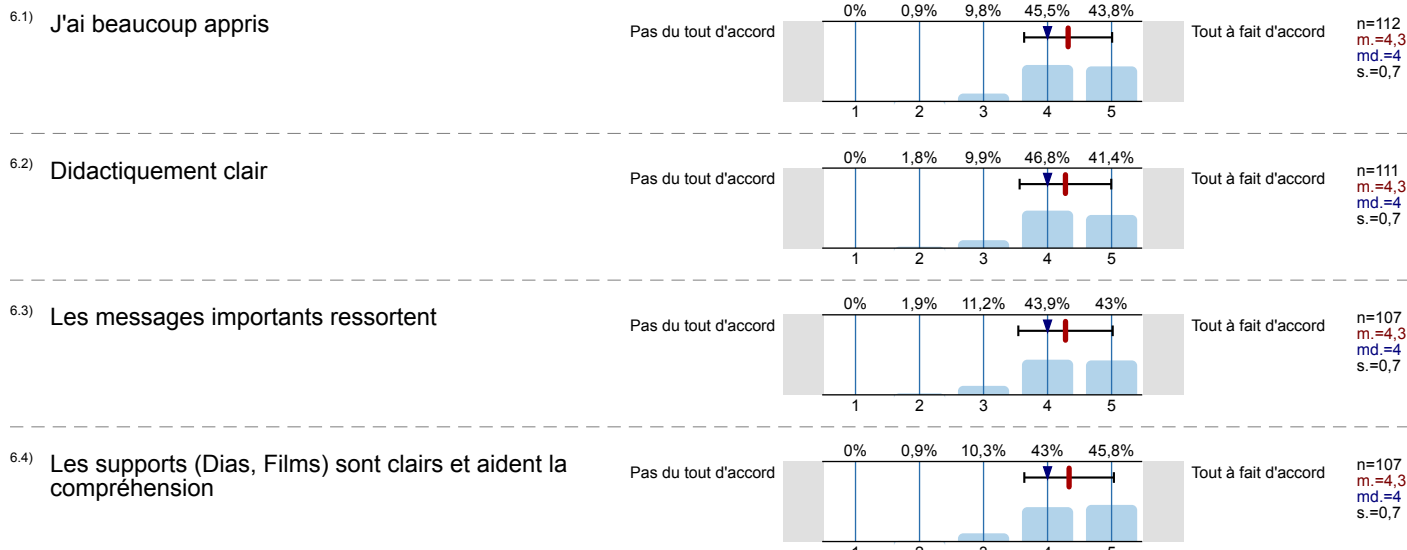 6.1) J'ai beaucoup appris
Pas du tout d'accord
0% 0,9% 9,8% 45,5% 43,8%
1 2 3 4 5
Tout à fait d'accord
n=112
m.=4,3
md.=4
s.=0,7
6.2) Didactiquement clair
Pas du tout d'accord
0% 1,8% 9,9% 46,8% 41,4%
1 2 3 4 5
Tout à fait d'accord
n=111
m.=4,3
md.=4
s.=0,7
6.3) Les messages importants ressortent
Pas du tout d'accord
0% 1,9% 11,2% 43,9% 43%
1 2 3 4 5
Tout à fait d'accord
n=107
m.=4,3
md.=4
s.=0,7
6.4) Les supports (Dias, Films) sont clairs et aident la
compréhension
Pas du tout d'accord
0% 0,9% 10,3% 43% 45,8%
1 2 3 4 5
Tout à fait d'accord
n=107
m.=4,3
md.=4
s.=0,7